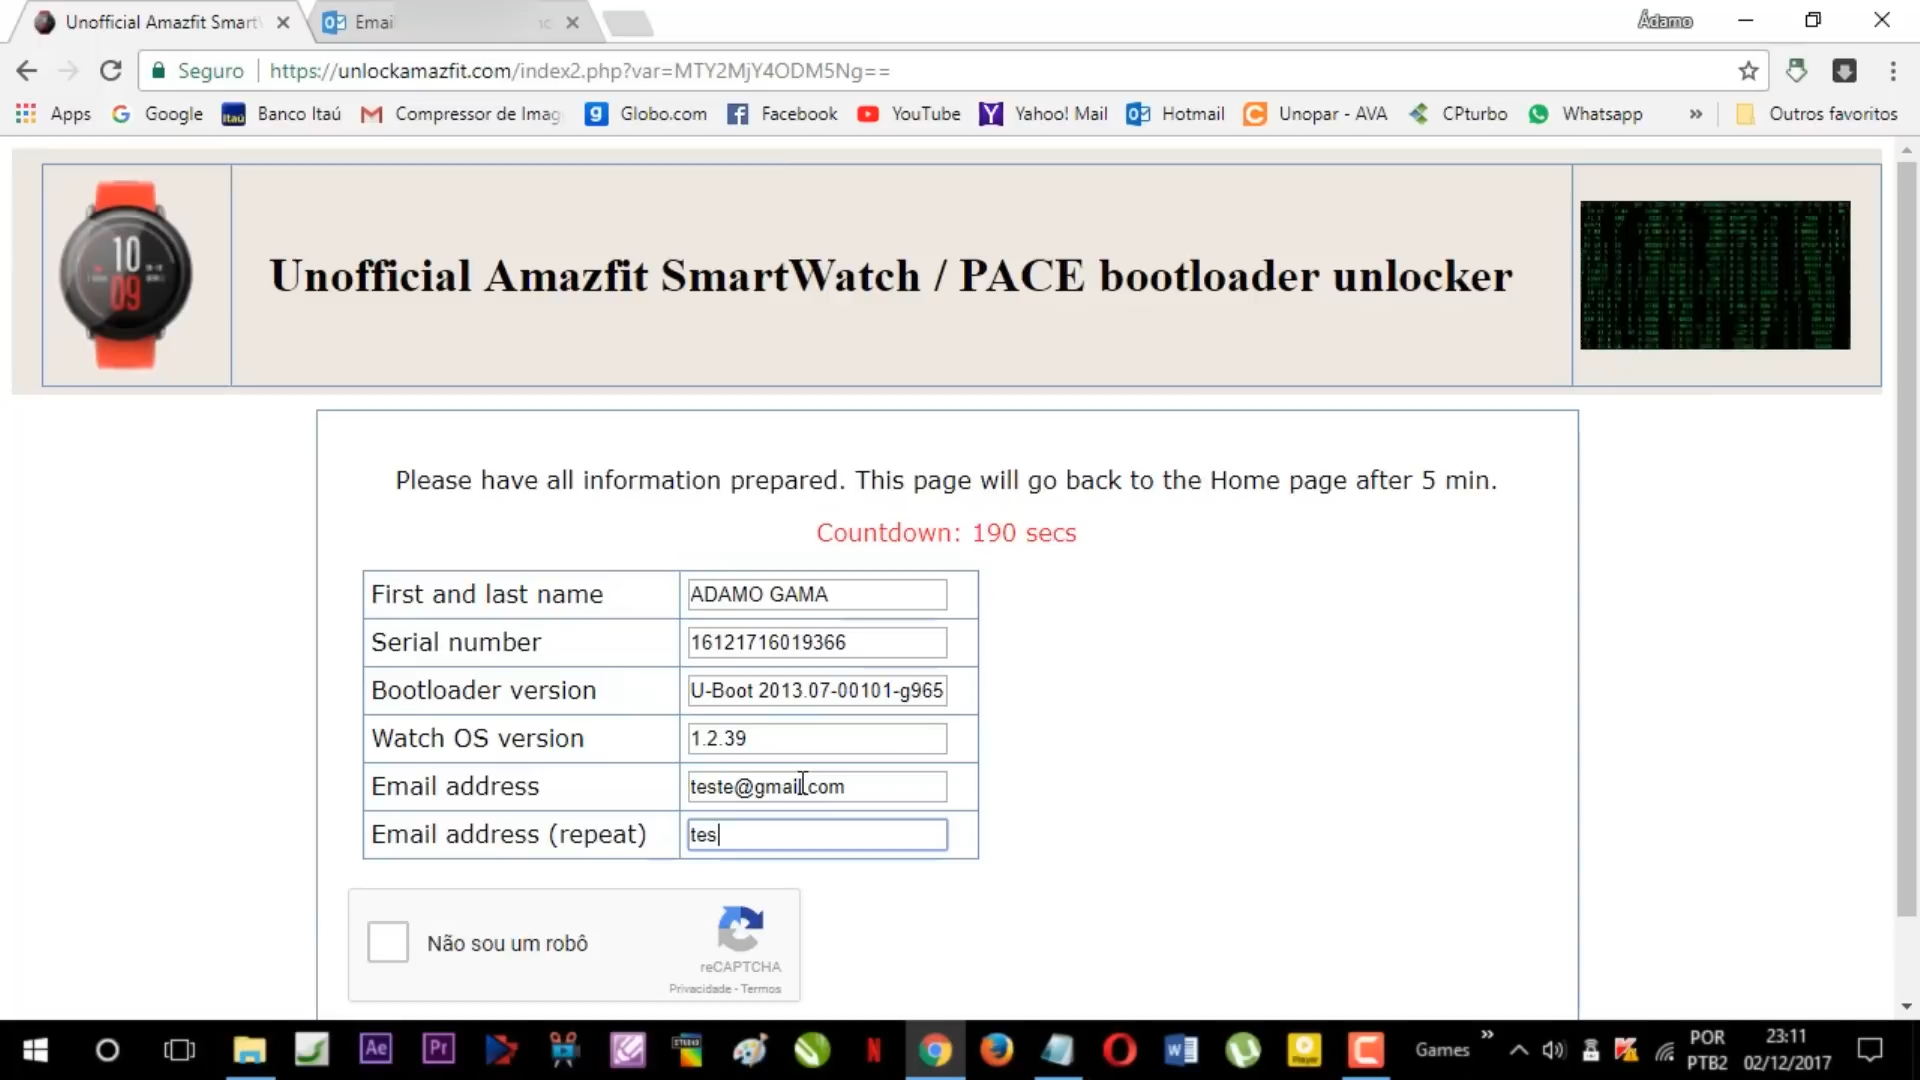 Unofficial Amazfit Smart
Emai
Ádamo
Seguro
https://unlockamazfit.com/index2.php?var=MTY2MjY4ODM5Ng==
Apps
Google
Banco Itaú
Compressor de Imag
Globo.com
Facebook
YouTube
Yahoo! Mail
Hotmail
Unopar - AVA
CPturbo
Whatsapp
»
Outros favoritos
10
09
Unofficial Amazfit SmartWatch / PACE bootloader unlocker
Please have all information prepared. This page will go back to the Home page after 5 min.
Countdown: 190 secs
First and last name ADAMO GAMA
Serial number 16121716019366
Bootloader version U-Boot 2013.07-00101-g965
Watch OS version 1.2.39
Email address teste@gmail.com
Email address (repeat) tes
Não sou um robô
reCAPTCHA
Privacidade - Termos
Ae
Pr
Games
»
POR
PTB2
23:11
02/12/2017